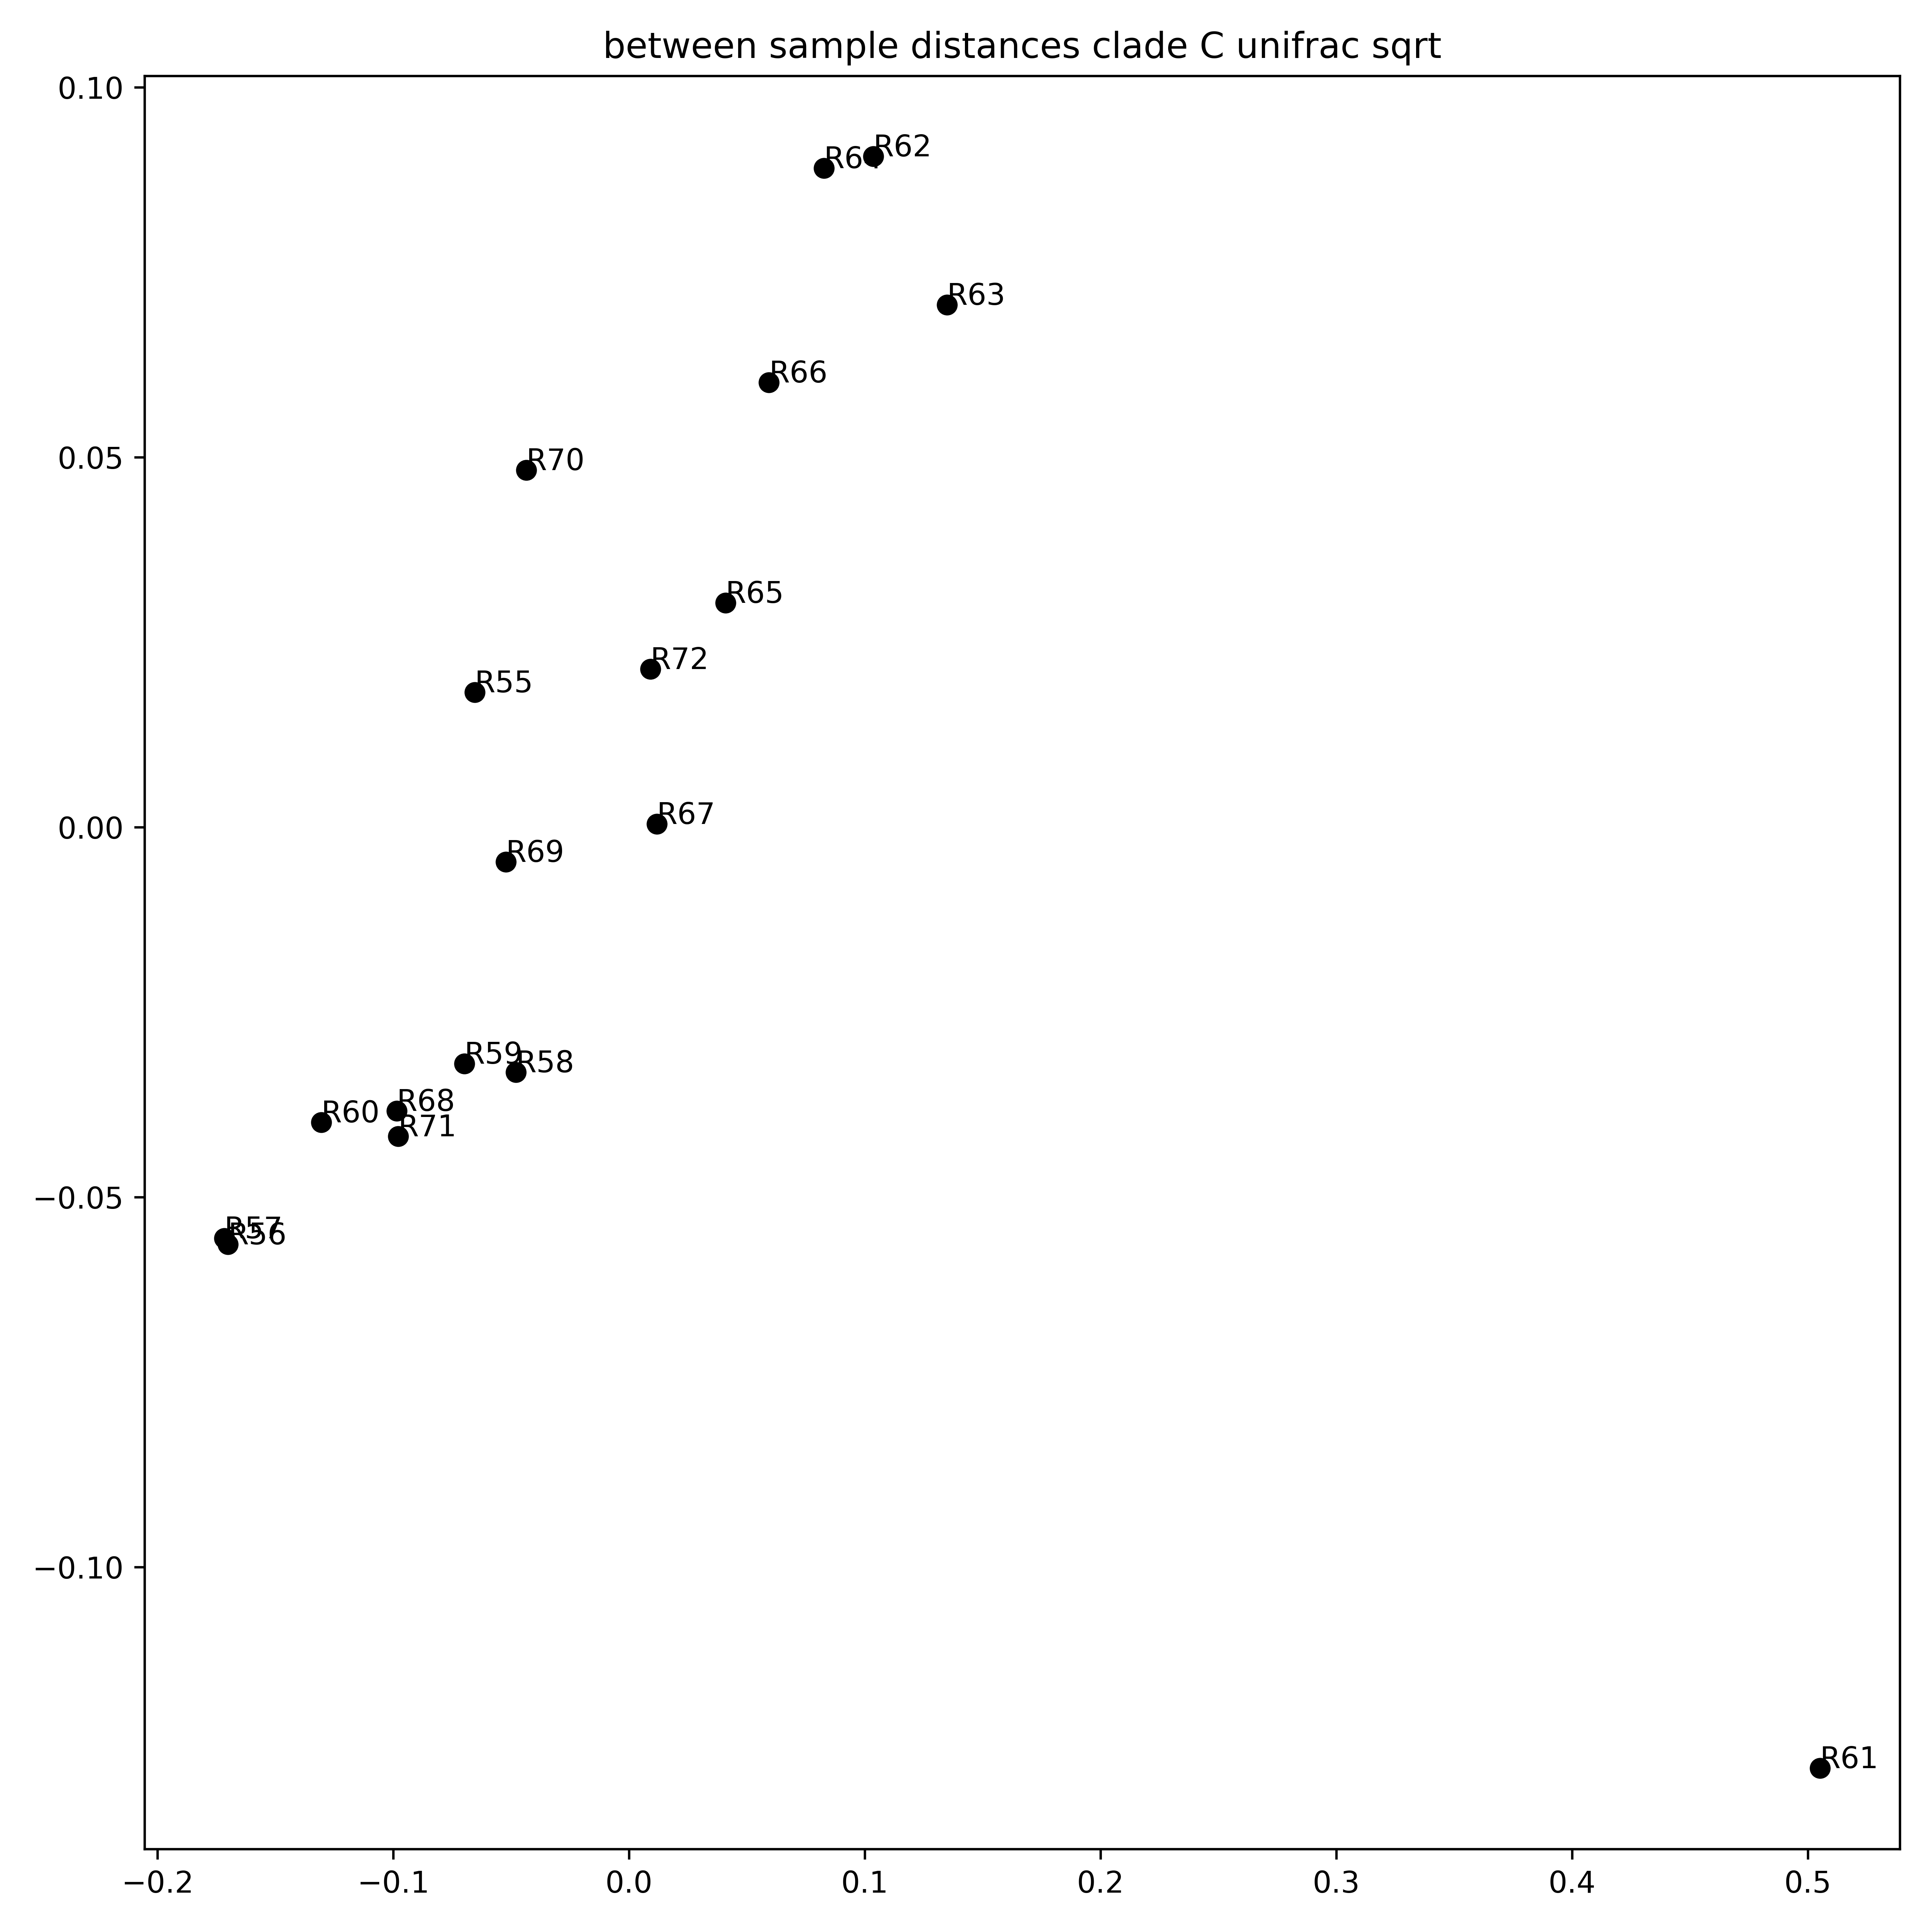 between sample distances clade C unifrac sqrt
0.10
R62
R63
R66
R70
0.05
R65
R72
R55
R67
0.00
R69
R59
R58
R68
R60
R71
−0.05
R57
R56
−0.10
R61
−0.2
−0.1
0.0
0.1
0.2
0.3
0.4
0.5